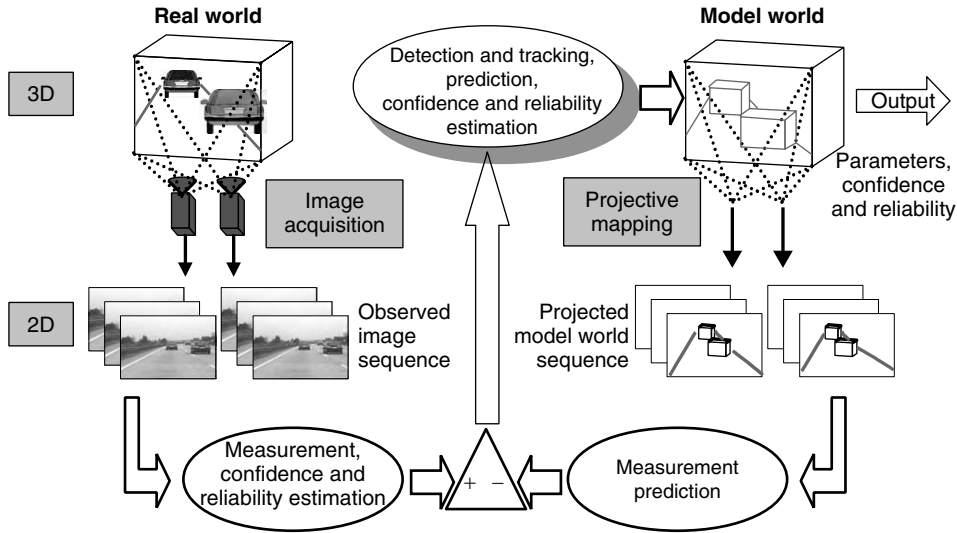 Real world
Model world
3D
Detection and tracking,
prediction,
confidence and reliability
estimation
Output
Parameters,
confidence
and reliability
Image
acquisition
Projective
mapping
2D
Observed
image
sequence
Projected
model world
sequence
Measurement,
confidence and
reliability estimation
+ −
Measurement
prediction